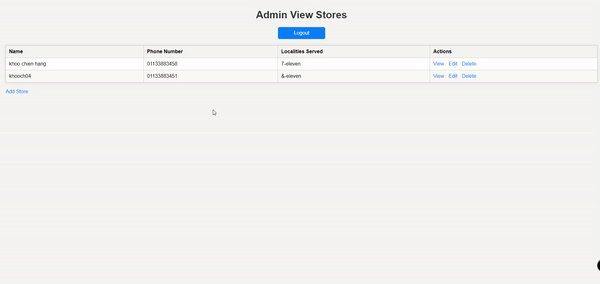 Admin View Stores
Logout
Name Phone Number Localities Served Actions
khoo chien hang 01133883458 7-eleven View Edit Delete
khooch04 01133883451 &-eleven View Edit Delete
Add Store